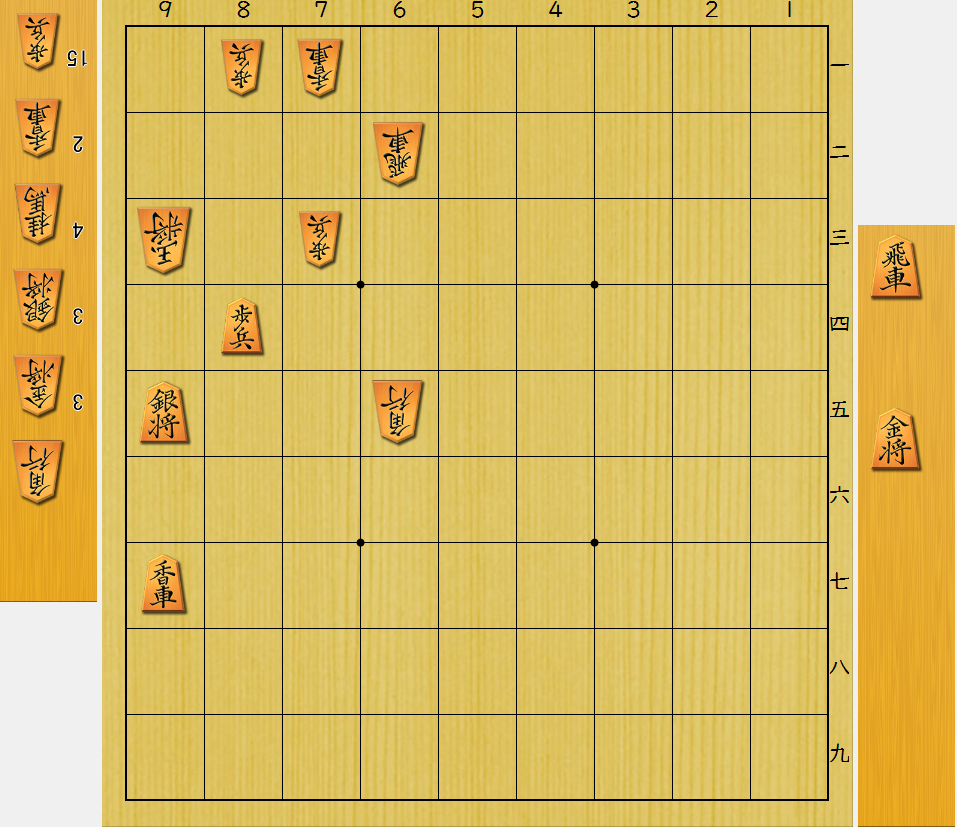 9 8 7 6 5 4 3 2 1
一
二
三
四
五
六
七
八
九
歩兵 15
香車 2
桂馬 4
銀将 3
金将 3
角行
歩兵 香車
飛車
玉将 歩兵
歩兵
銀将 角行
香車
飛車
金将